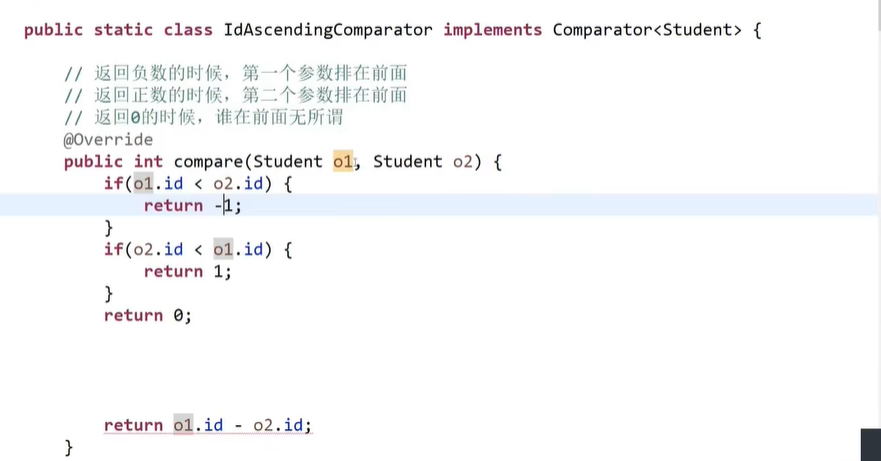 public static class IdAscendingComparator implements Comparator<Student> {
// 返回负数的时候，第一个参数排在前面
// 返回正数的时候，第二个参数排在前面
// 返回0的时候，谁在前面无所谓
@Override
public int compare(Student o1, Student o2) {
if(o1.id < o2.id) {
return -1;
}
if(o2.id < o1.id) {
return 1;
}
return 0;
return o1.id - o2.id;
}